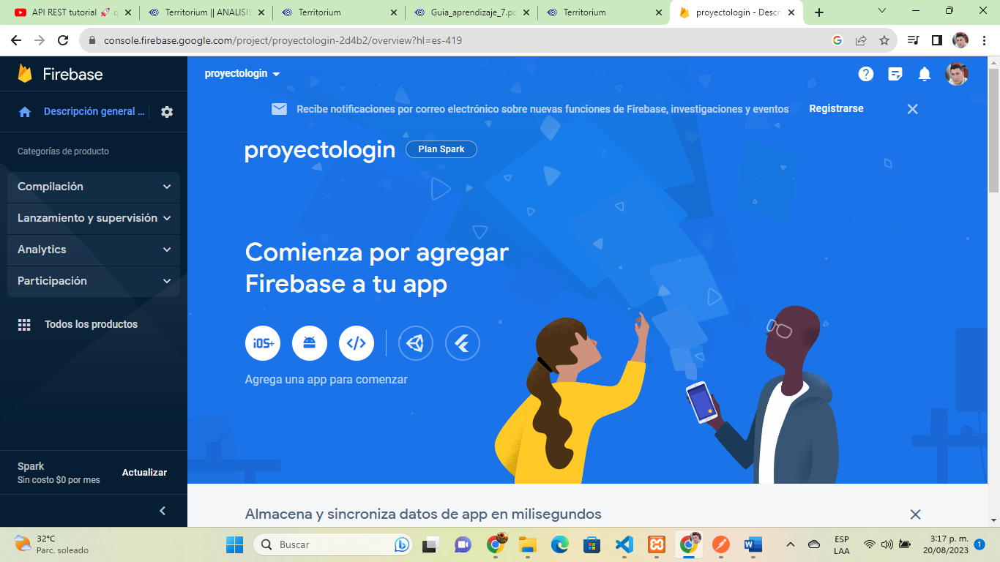 API REST tutorial 🚀 q
Territorium || ANALISIS
Territorium
Guia_aprendizaje_7.pd
Territorium
proyectologin - Descri
console.firebase.google.com/project/proyectologin-2d4b2/overview?hl=es-419
Firebase
proyectologin
Descripción general ...
Recibe notificaciones por correo electrónico sobre nuevas funciones de Firebase, investigaciones y eventos
Registrarse
Categorías de producto
proyectologin
Plan Spark
Compilación
Lanzamiento y supervisión
Analytics
Participación
Todos los productos
Comienza por agregar
Firebase a tu app
iOS+
Agrega una app para comenzar
Spark
Sin costo $0 por mes
Actualizar
Almacena y sincroniza datos de app en milisegundos
32°C
Parc. soleado
Buscar
ESP
LAA
3:17 p. m.
20/08/2023
1